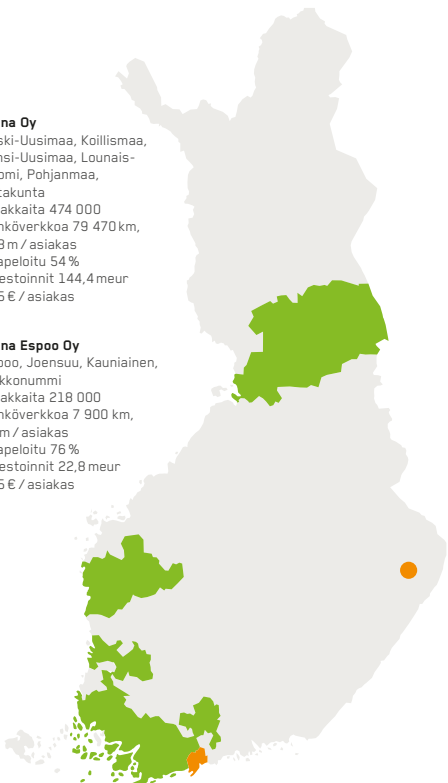 na Oy
ski-Uusimaa, Koillismaa,
nsi-Uusimaa, Lounais-
omi, Pohjanmaa,
takunta
akkaita 474 000
nköverkkoa 79 470 km,
8 m / asiakas
apeloitu 54 %
estoinnit 144,4 meur
5 € / asiakas
na Espoo Oy
poo, Joensuu, Kauniainen,
kkonummi
akkaita 218 000
nköverkkoa 7 900 km,
m / asiakas
apeloitu 76 %
estoinnit 22,8 meur
5 € / asiakas